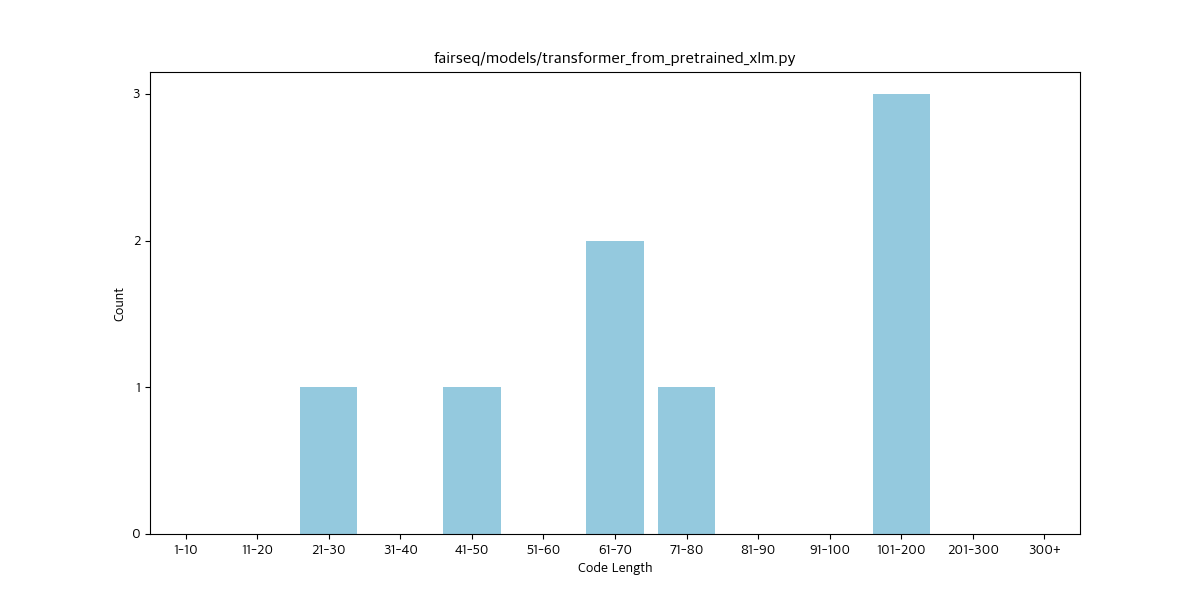 fairseq/models/transformer_from_pretrained_xlm.py
3
2
1
0
Count
1-10 11-20 21-30 31-40 41-50 51-60 61-70 71-80 81-90 91-100 101-200 201-300 300+
Code Length